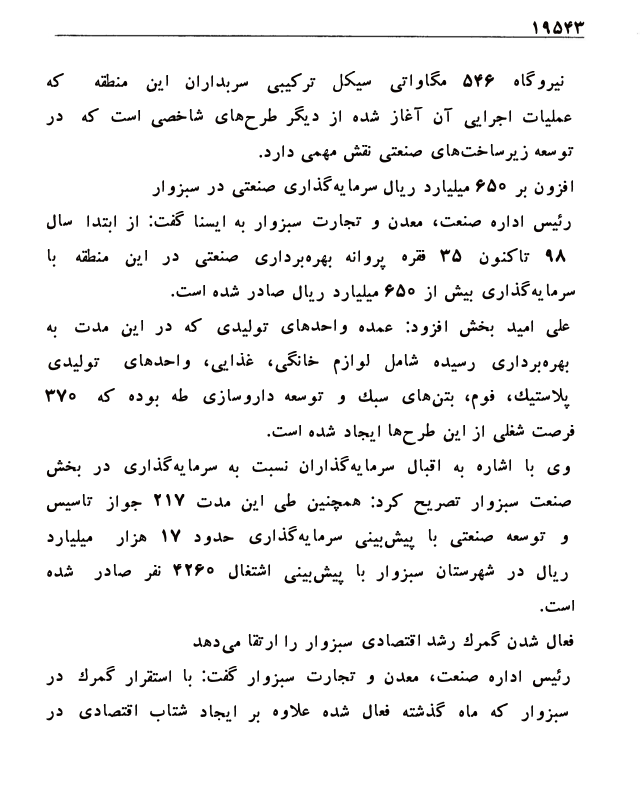 ۱۹۵۴۳
نیروگاه ۵۴۶ مگاواتی سیکل ترکیبی سربداران این منطقه که
عملیات اجرایی آن آغاز شده از دیگر طرح‌های شاخصی است که در
توسعه زیرساخت‌های صنعتی نقش مهمی دارد.
افزون بر ۶۵۰ میلیارد ریال سرمایه‌گذاری صنعتی در سبزوار
رئیس اداره صنعت، معدن و تجارت سبزوار به ایسنا گفت: از ابتدا سال
۹۸ تاکنون ۳۵ فقره پروانه بهره‌برداری صنعتی در این منطقه با
سرمایه‌گذاری بیش از ۶۵۰ میلیارد ریال صادر شده است.
علی امید بخش افزود: عمده واحدهای تولیدی که در این مدت به
بهره‌برداری رسیده شامل لوازم خانگی، غذایی، واحدهای تولیدی
پلاستیك، فوم، بتن‌های سبك و توسعه داروسازی طه بوده که ۳۷۰
فرصت شغلی از این طرح‌ها ایجاد شده است.
وی با اشاره به اقبال سرمایه‌گذاران نسبت به سرمایه‌گذاری در بخش
صنعت سبزوار تصریح کرد: همچنین طی این مدت ۲۱۷ جواز تاسیس
و توسعه صنعتی با پیش‌بینی سرمایه‌گذاری حدود ۱۷ هزار میلیارد
ریال در شهرستان سبزوار با پیش‌بینی اشتغال ۴۲۶۰ نفر صادر شده
است.
فعال شدن گمرك رشد اقتصادی سبزوار را ارتقا می‌دهد
رئیس اداره صنعت، معدن و تجارت سبزوار گفت: با استقرار گمرك در
سبزوار که ماه گذشته فعال شده علاوه بر ایجاد شتاب اقتصادی در